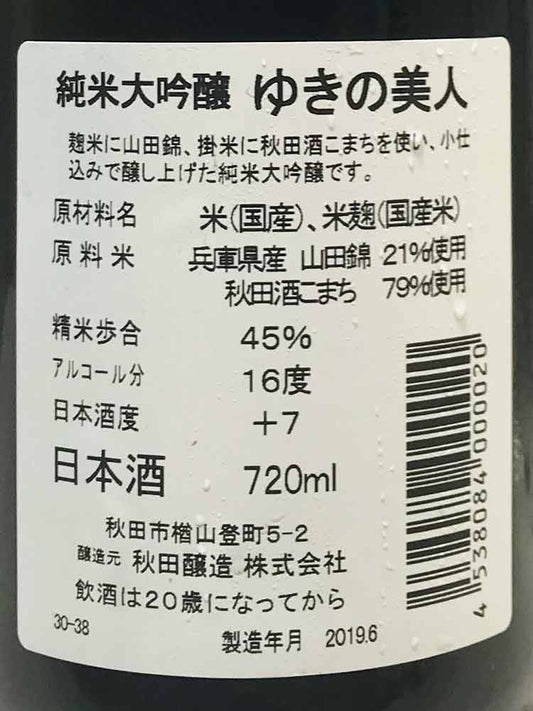 純米大吟醸 ゆきの美人
麹米に山田錦、掛米に秋田酒こまちを使い、小仕
込みで醸し上げた純米大吟醸です。
原材料名 米(国産)、米麹(国産米)
原料米 兵庫県産 山田錦 21%使用
秋田酒こまち 79%使用
精米歩合 45%
アルコール分 16度
日本酒度 +7
日本酒 720ml
秋田市楢山登町5-2
醸造元 秋田醸造 株式会社
飲酒は20歳になってから
30-38 製造年月 2019.6
4 538084 000020